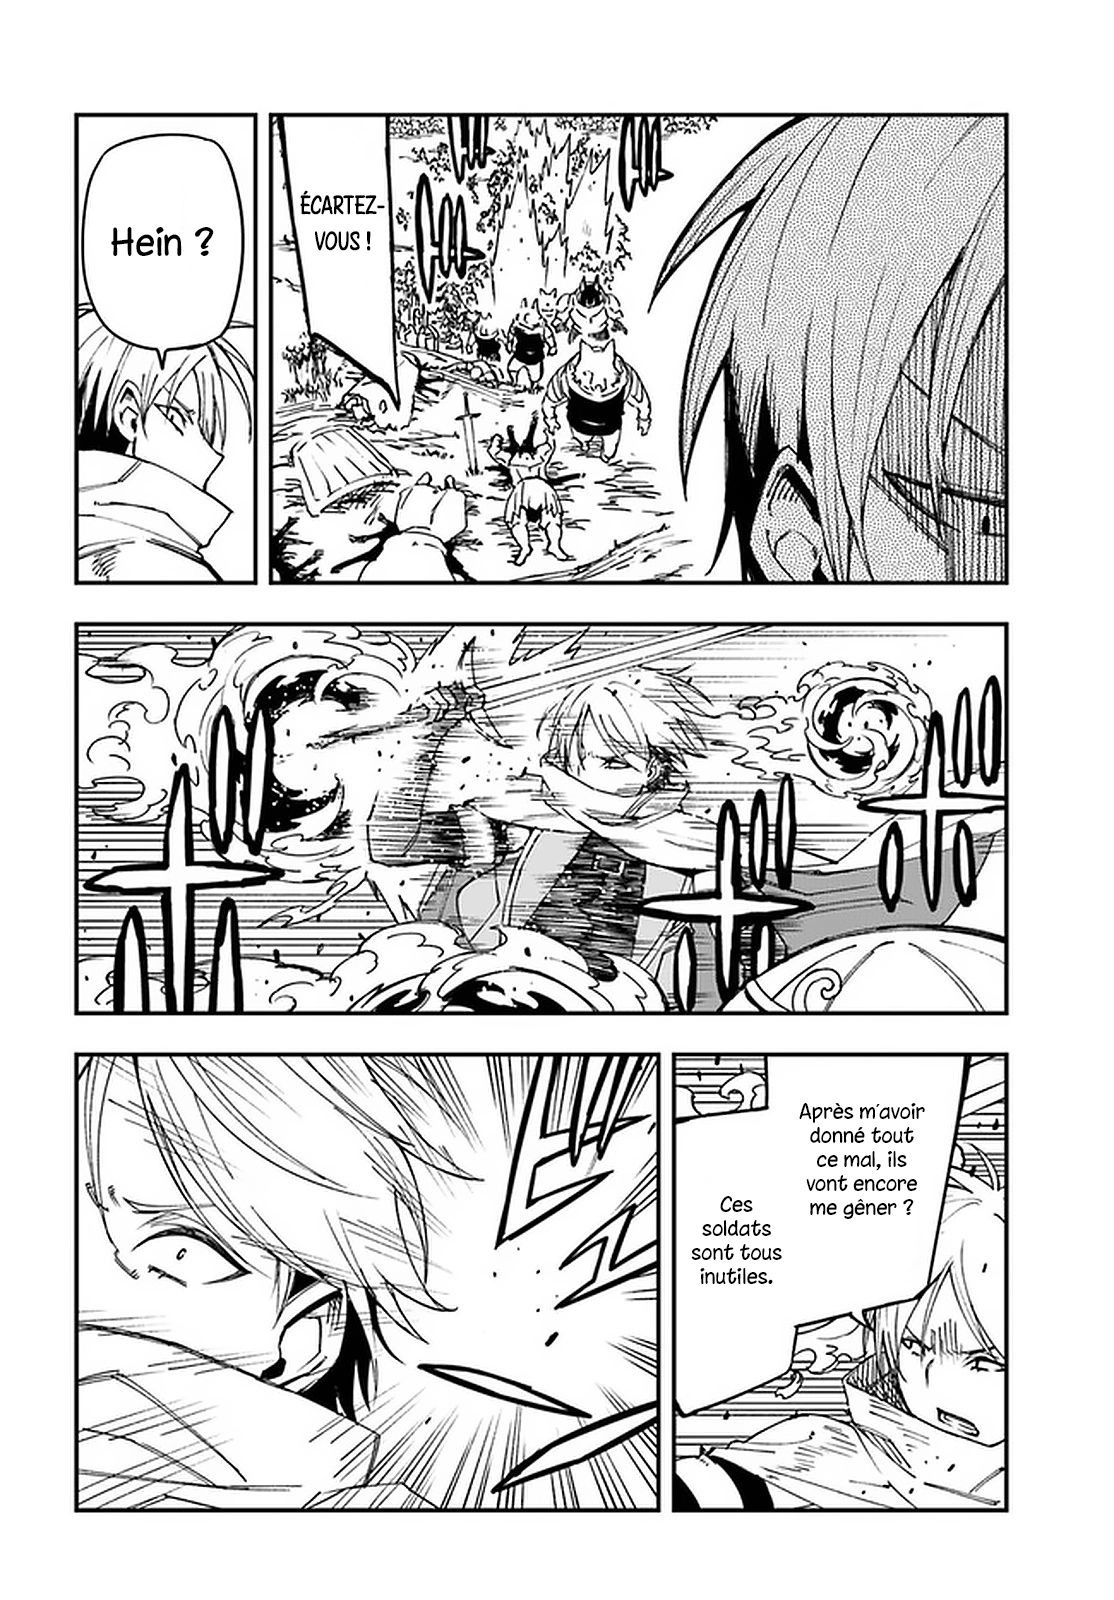 ÉCARTEZ-
VOUS !
Hein ?
Après m'avoir
donné tout
ce mal, ils
vont encore
me gêner ?
Ces
soldats
sont tous
inutiles.